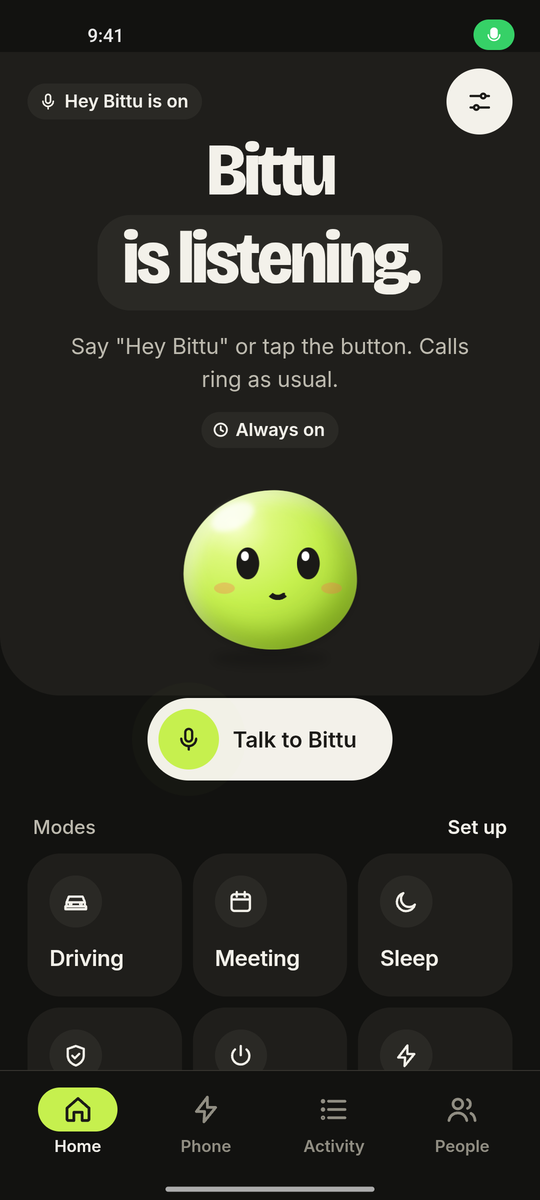 9:41
Hey Bittu is on
Bittu
is listening.
Say "Hey Bittu" or tap the button. Calls
ring as usual.
Always on
Talk to Bittu
Modes
Set up
Driving
Meeting
Sleep
Home
Phone
Activity
People